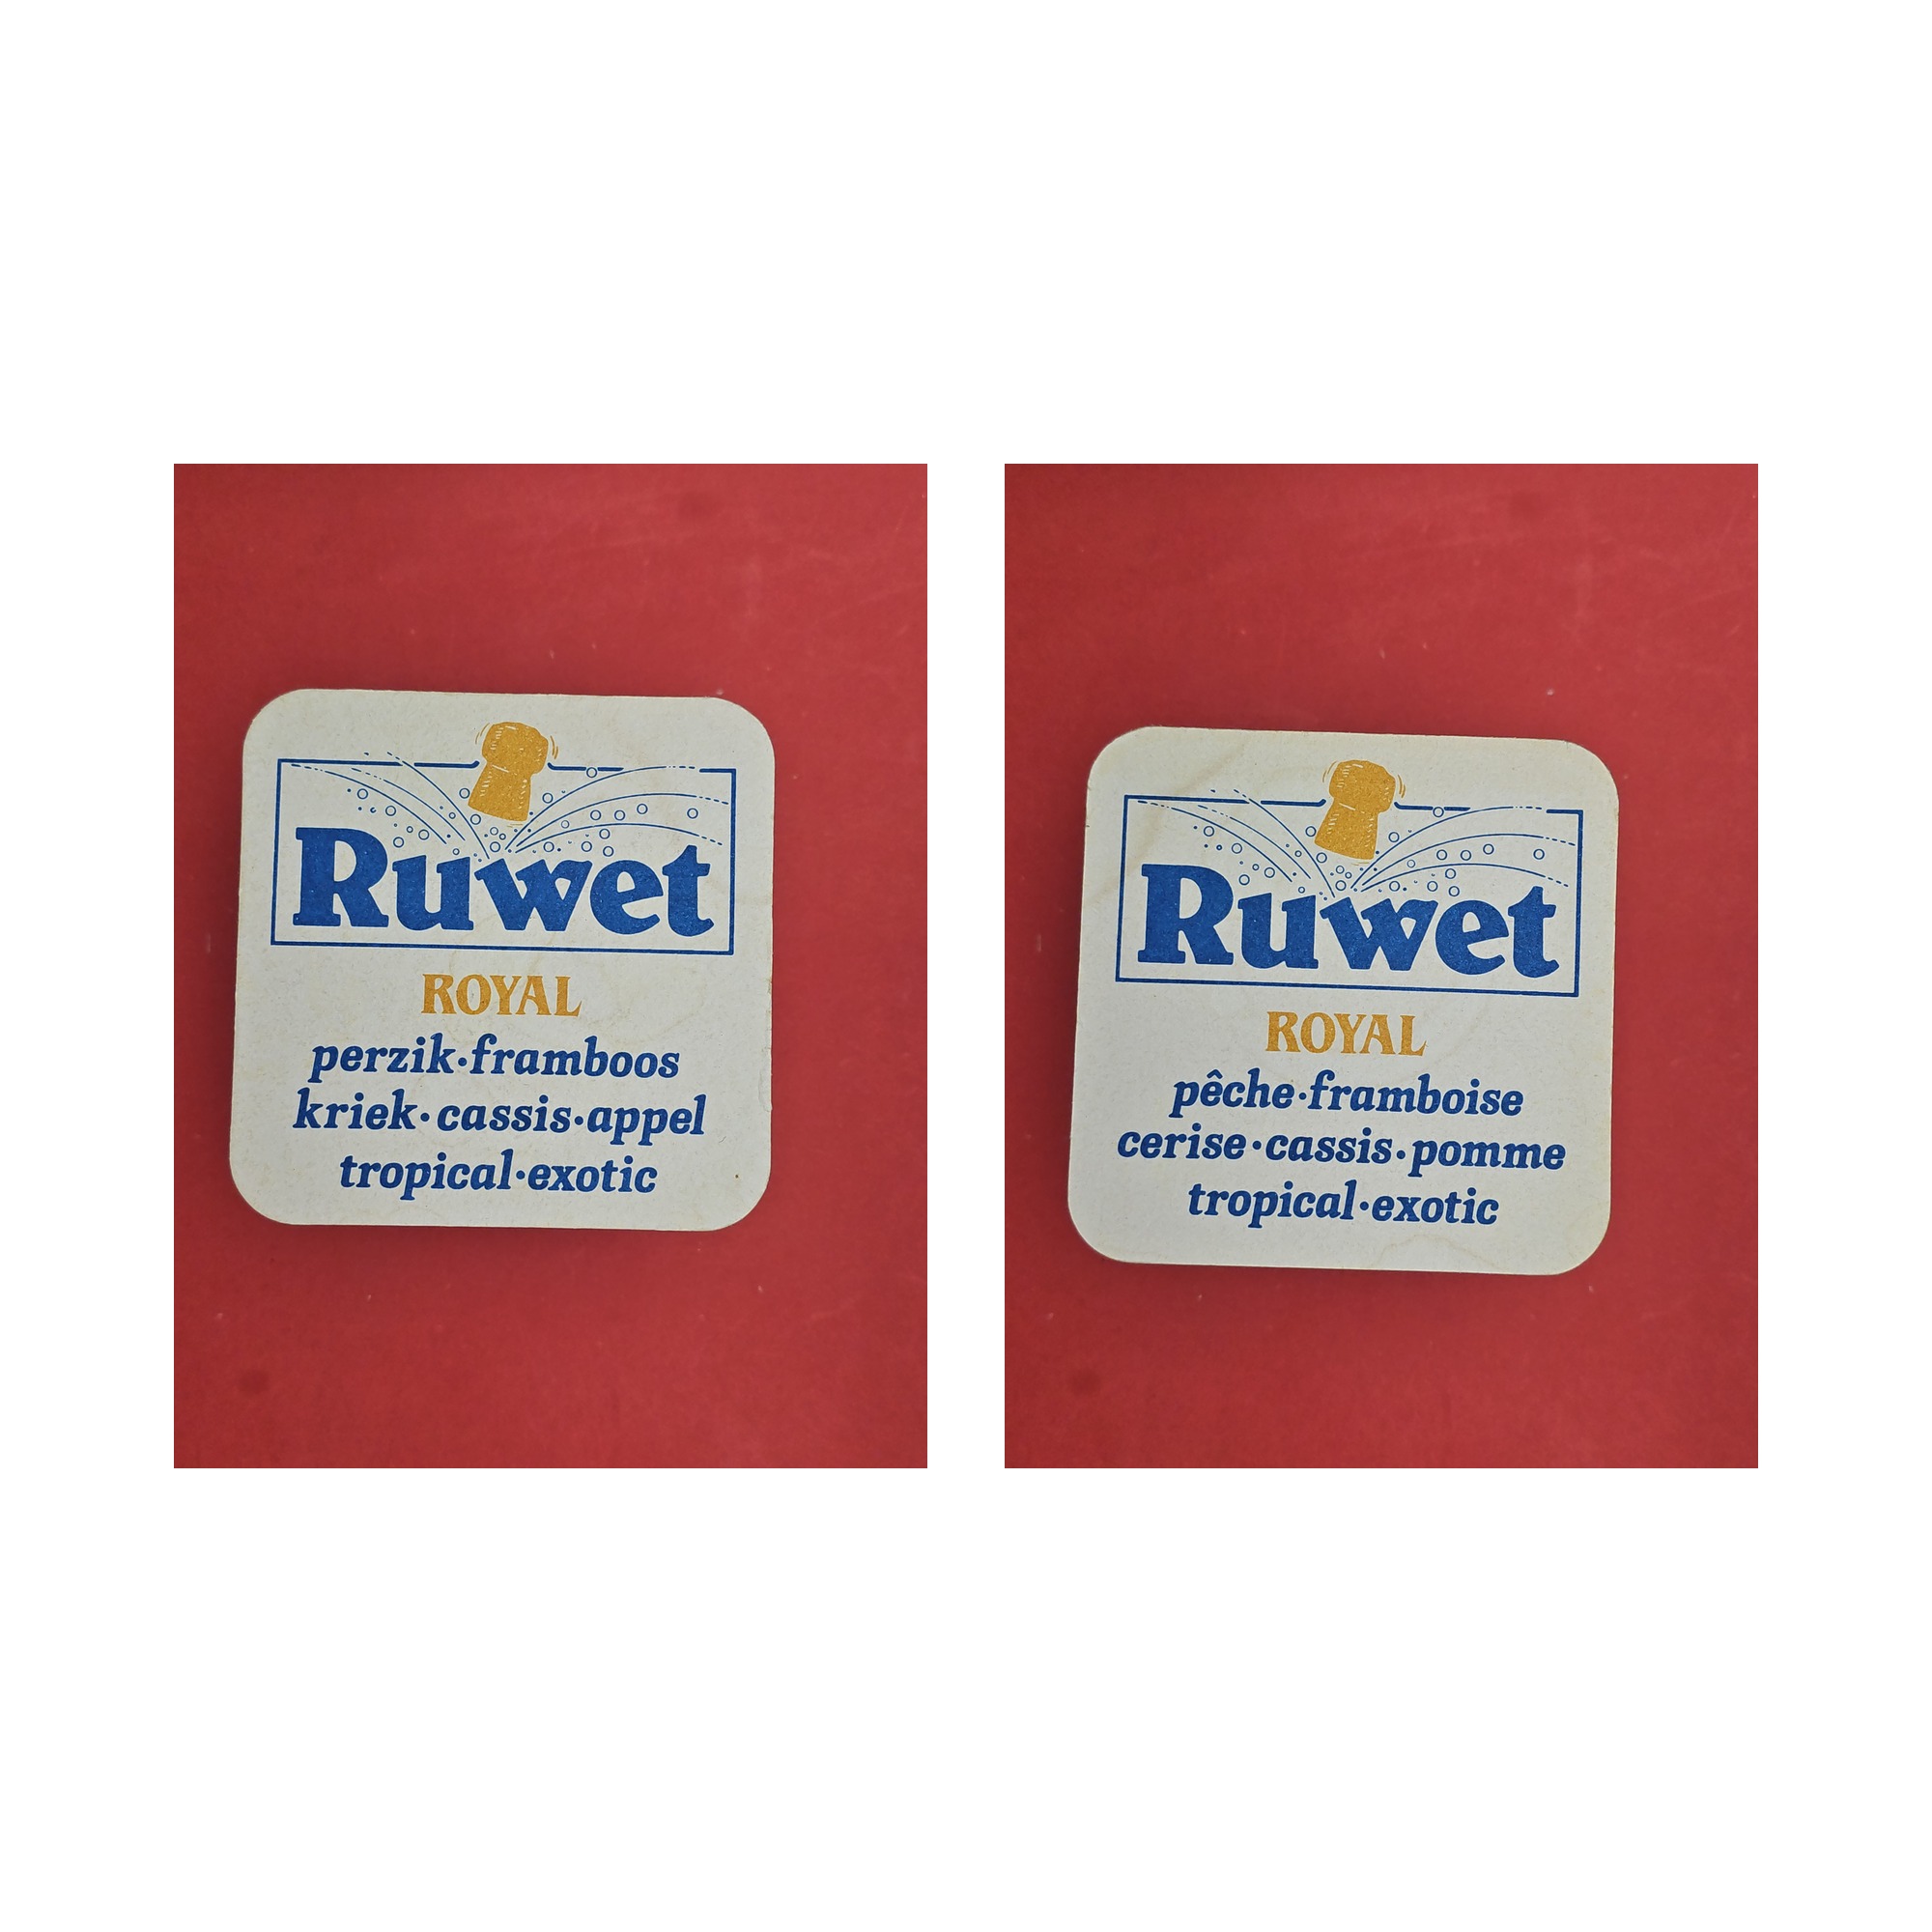 Ruwet
ROYAL
perzik·framboos
kriek·cassis·appel
tropical·exotic
Ruwet
ROYAL
pêche·framboise
cerise·cassis·pomme
tropical·exotic